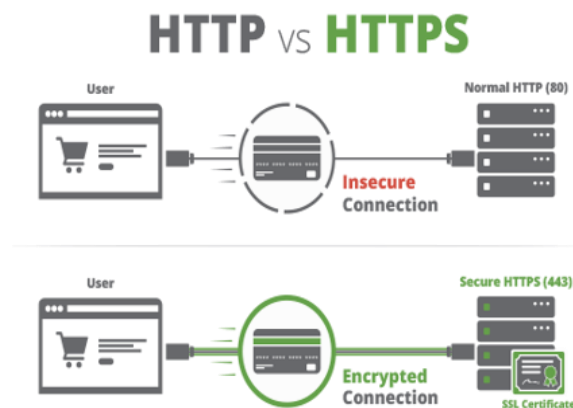 HTTP VS HTTPS
User
Normal HTTP (80)
Insecure
Connection
User
Secure HTTPS (443)
Encrypted
Connection
SSL Certificate